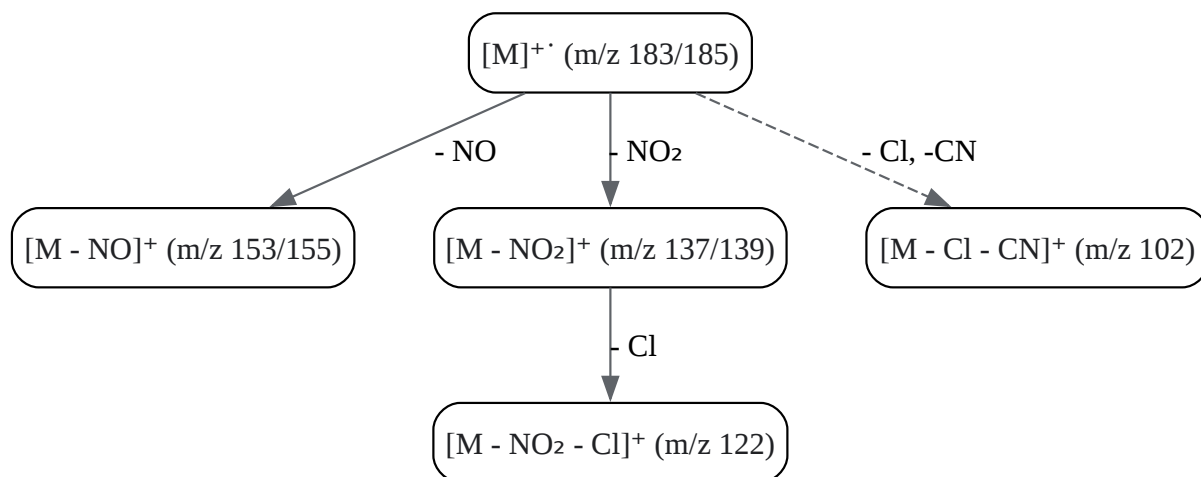 [M]⁺˙ (m/z 183/185)
- NO
- NO₂
- Cl, -CN
[M - NO]⁺ (m/z 153/155)
[M - NO₂]⁺ (m/z 137/139)
[M - Cl - CN]⁺ (m/z 102)
- Cl
[M - NO₂ - Cl]⁺ (m/z 122)